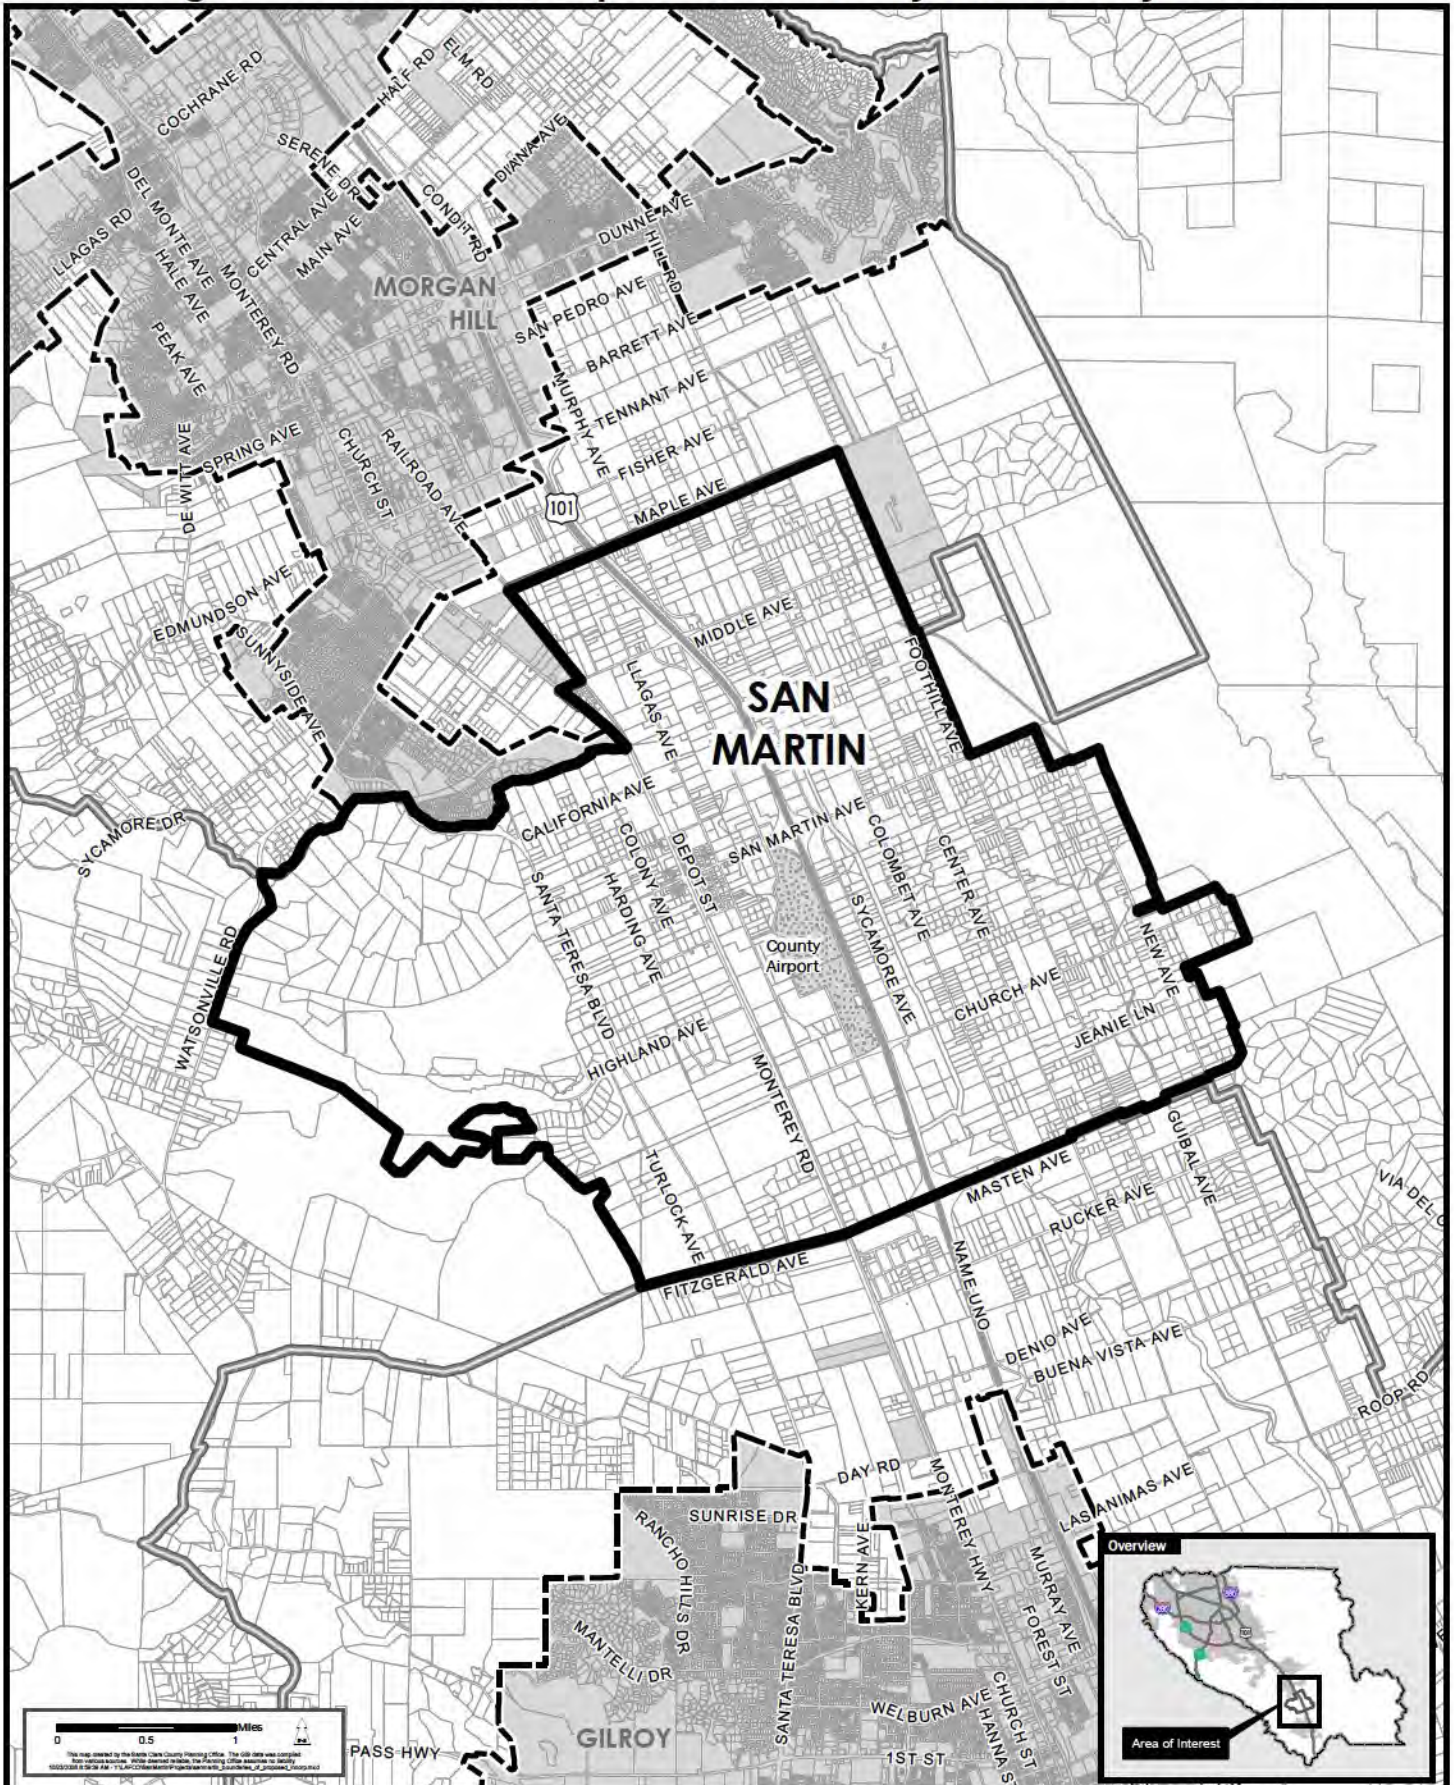 COCHRANE RD
HALF RD
ELM RD
SERENE DR
DIANA AVE
DEL MONTE AVE
CONDIT RD
LLAGAS RD
CENTRAL AVE
MAIN AVE
DUNNE AVE
HILL RD
HALE AVE
MONTEREY RD
MORGAN
HILL
SAN PEDRO AVE
PEAK AVE
BARRETT AVE
MURPHY AVE
TENNANT AVE
DE WITT AVE
SPRING AVE
CHURCH ST
RAILROAD AVE
FISHER AVE
101
MAPLE AVE
EDMUNDSON AVE
SUNNYSIDE AVE
MIDDLE AVE
FOOTHILL AVE
LLAGAS AVE
SAN
MARTIN
SYCAMORE DR
CALIFORNIA AVE
COLONY AVE
DEPOT ST
SAN MARTIN AVE
COLOMBET AVE
CENTER AVE
SANTA TERESA BLVD
HARDING AVE
SYCAMORE AVE
County
Airport
NEW AVE
WATSONVILLE RD
CHURCH AVE
JEANIE LN
HIGHLAND AVE
MONTEREY RD
GUIBAL AVE
TURLOCK AVE
MASTEN AVE
RUCKER AVE
FITZGERALD AVE
NAME UNO
DENIO AVE
BUENA VISTA AVE
ROOP RD
DAY RD
MONTEREY HWY
LAS ANIMAS AVE
SUNRISE DR
RANCHO HILLS DR
KERN AVE
SANTA TERESA BLVD
MURRAY AVE
FOREST ST
MANTELLI DR
WELBURN AVE
CHURCH ST
GILROY
1ST ST
PASS HWY
Miles
0 0.5 1
N
Overview
Area of Interest